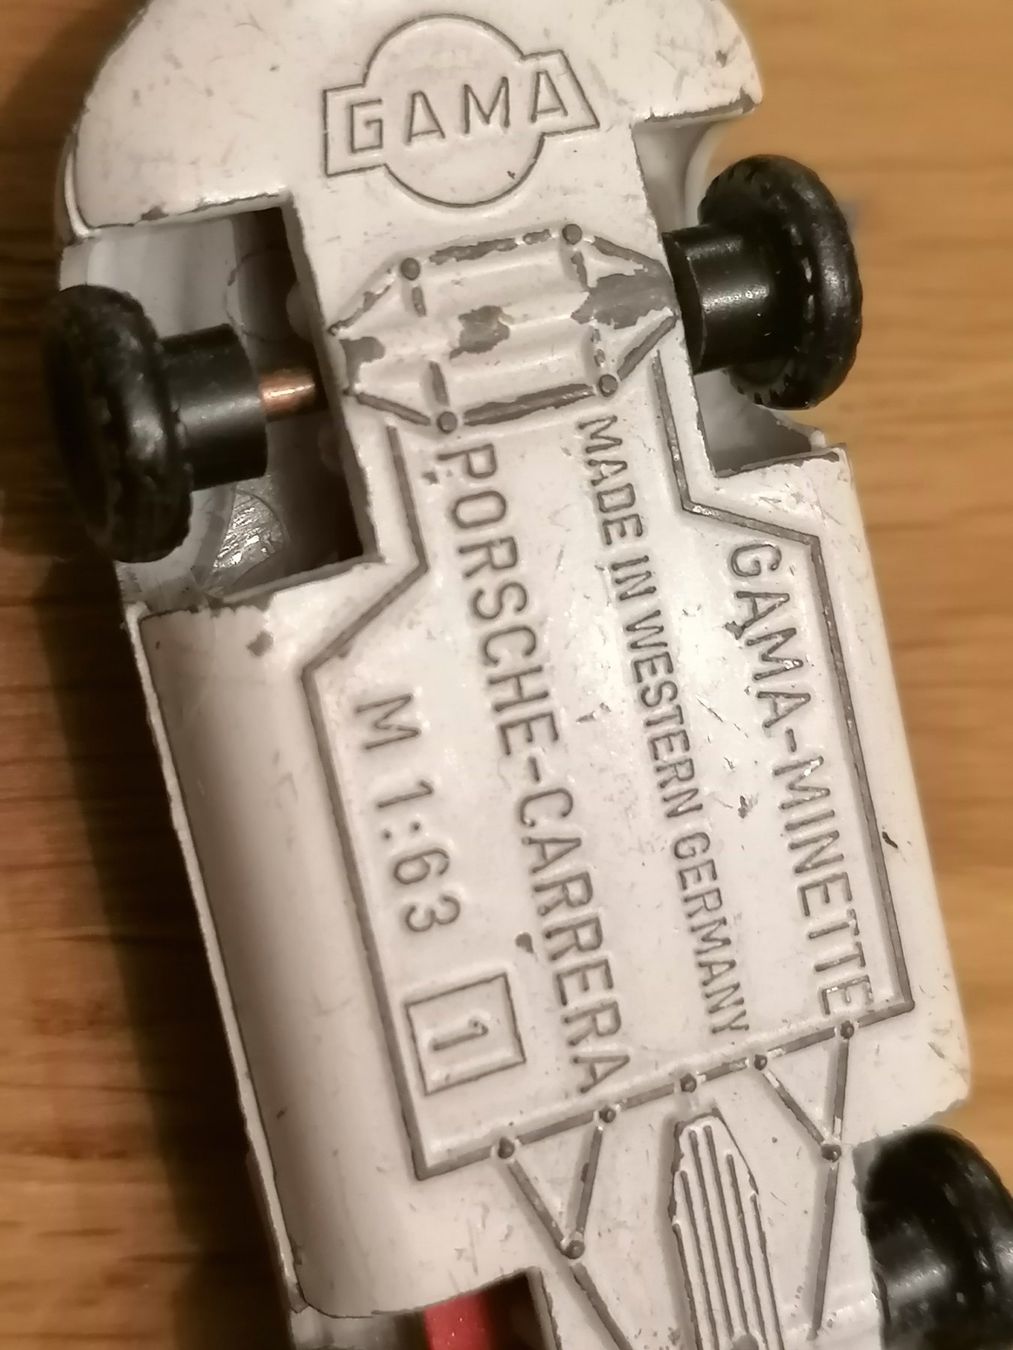 GAMA
GAMA-MINETTE
MADE IN WESTERN GERMANY
PORSCHE-CARRERA
M 1:63
1